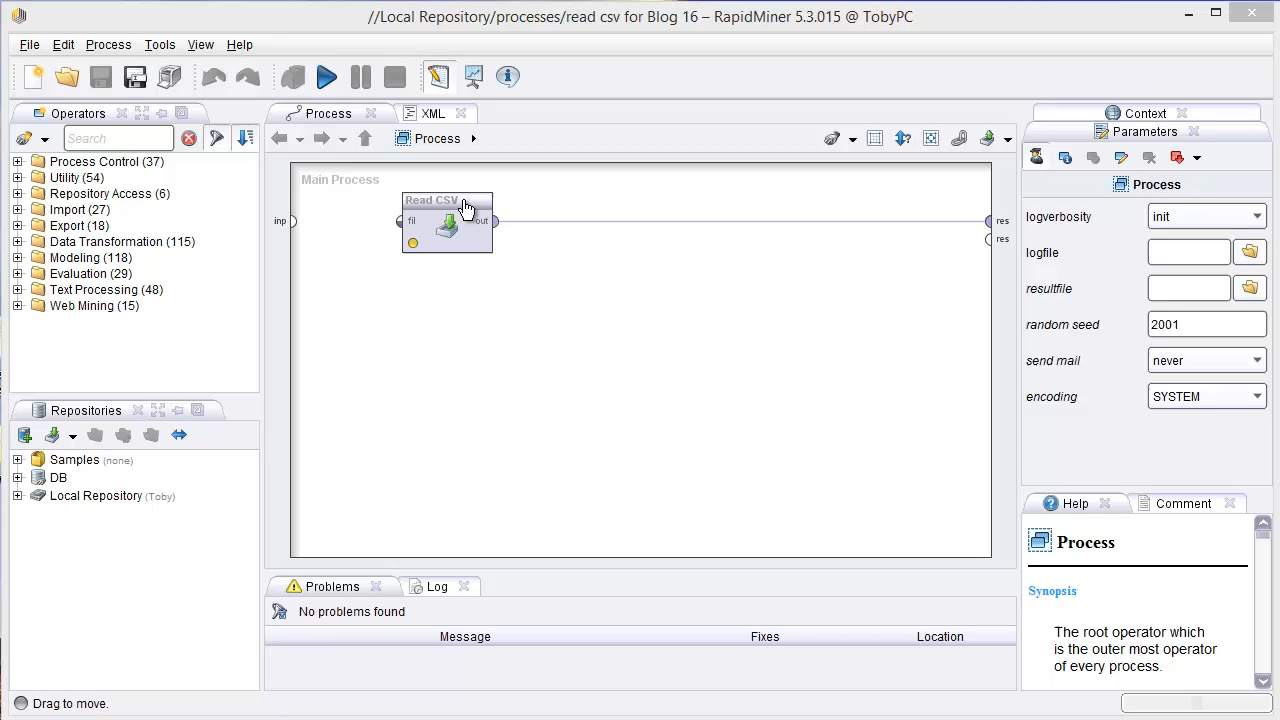 //Local Repository/processes/read csv for Blog 16 – RapidMiner 5.3.015 @ TobyPC
File Edit Process Tools View Help
Operators
Search
Process Control (37)
Utility (54)
Repository Access (6)
Import (27)
Export (18)
Data Transformation (115)
Modeling (118)
Evaluation (29)
Text Processing (48)
Web Mining (15)
Repositories
Samples (none)
DB
Local Repository (Toby)
Process XML
Process
Main Process
Read CSV
inp fil out res
res
Problems Log
No problems found
Message Fixes Location
Context
Parameters
Process
logverbosity init
logfile
resultfile
random seed 2001
send mail never
encoding SYSTEM
Help Comment
Process
Synopsis
The root operator which
is the outer most operator
of every process.
Drag to move.